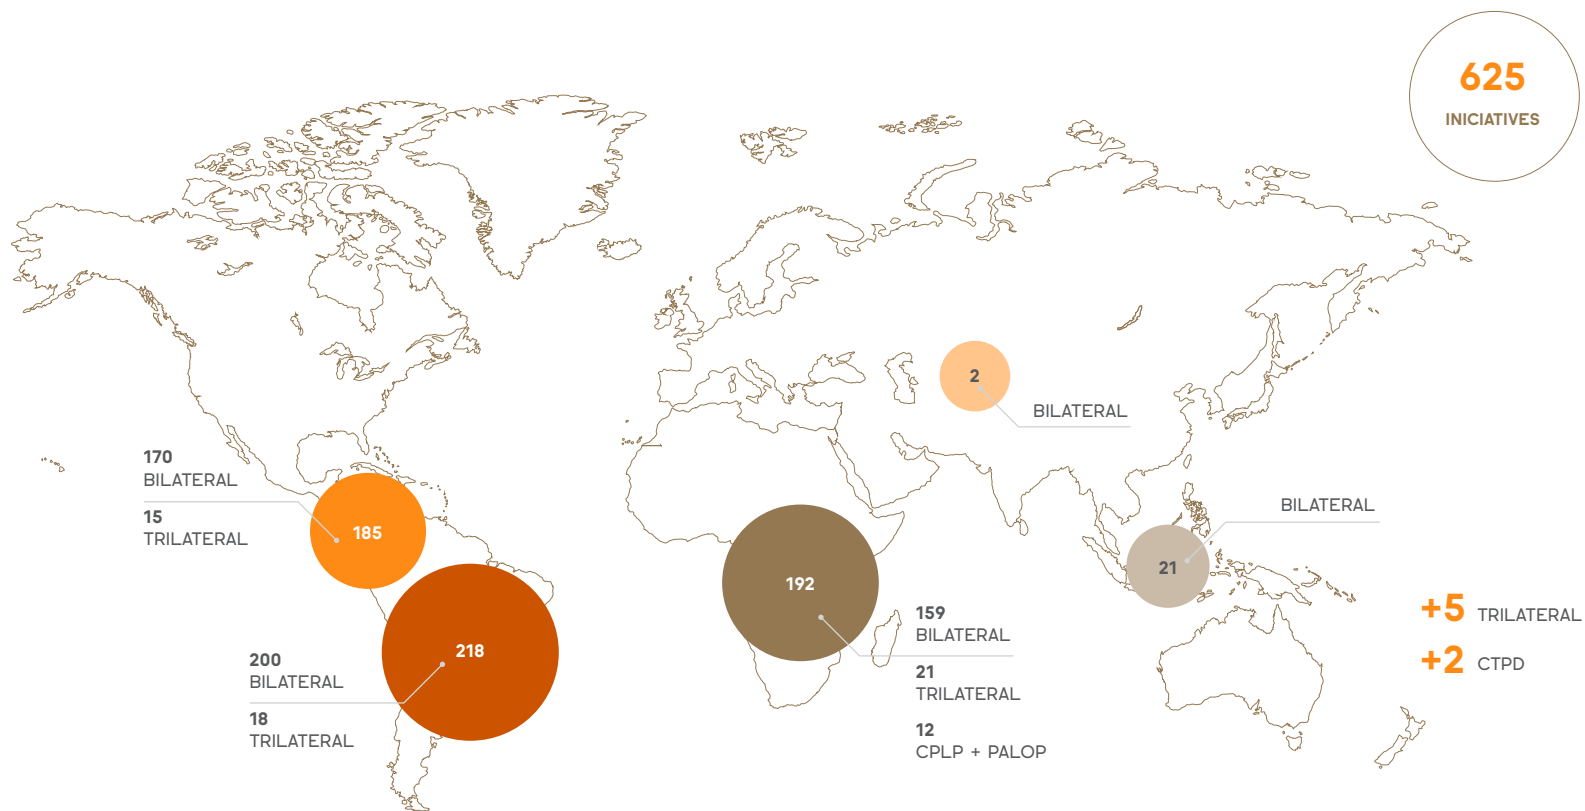 625
INICIATIVES
2
BILATERAL
170
BILATERAL
15
TRILATERAL
185
BILATERAL
21
192
159
BILATERAL
21
TRILATERAL
12
CPLP + PALOP
+5 TRILATERAL
+2 CTPD
218
200
BILATERAL
18
TRILATERAL